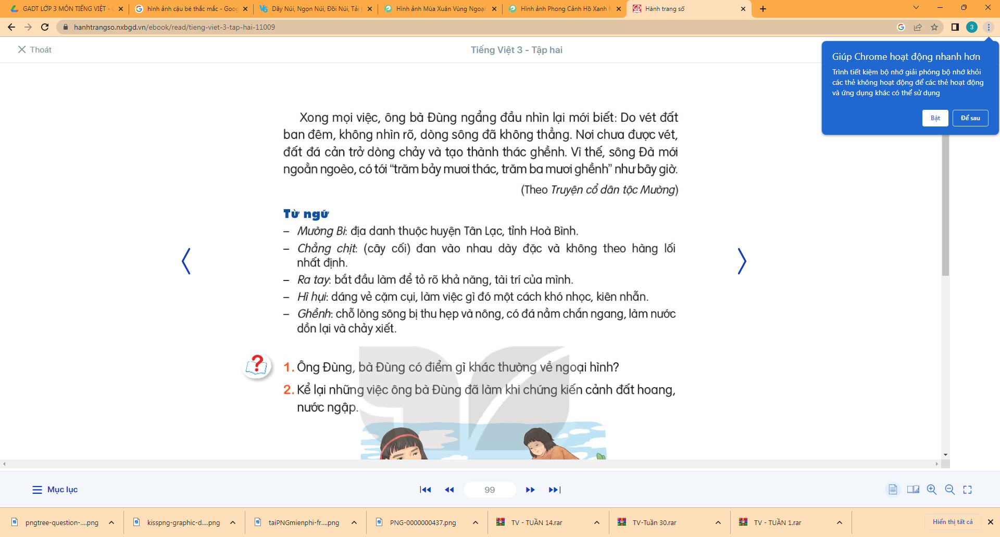 GADT LỚP 3 MÔN TIẾNG VIỆT -
hình ảnh cậu bé thắc mắc - Goog
Dãy Núi, Ngọn Núi, Đồi Núi, Tải
Hình ảnh Mùa Xuân Vùng Ngoại
Hình ảnh Phong Cảnh Hồ Xanh
Hành trang số
hanhtrangso.nxbgd.vn/ebook/read/tieng-viet-3-tap-hai-11009
3
Thoát
Tiếng Việt 3 - Tập hai
Giúp Chrome hoạt động nhanh hơn
Trình tiết kiệm bộ nhớ giải phóng bộ nhớ khỏi
các thẻ không hoạt động để các thẻ hoạt động
và ứng dụng khác có thể sử dụng
Bật
Để sau
Xong mọi việc, ông bà Đùng ngẩng đầu nhìn lại mới biết: Do vét đất
ban đêm, không nhìn rõ, dòng sông đã không thẳng. Nơi chưa được vét,
đất đá cản trở dòng chảy và tạo thành thác ghềnh. Vì thế, sông Đà mới
ngoằn ngoèo, có tới “trăm bảy mươi thác, trăm ba mươi ghềnh” như bây giờ.
(Theo Truyện cổ dân tộc Mường)
Từ ngữ
– Mường Bi: địa danh thuộc huyện Tân Lạc, tỉnh Hoà Bình.
– Chằng chịt: (cây cối) đan vào nhau dày đặc và không theo hàng lối
nhất định.
– Ra tay: bắt đầu làm để tỏ rõ khả năng, tài trí của mình.
– Hì hụi: dáng vẻ cặm cụi, làm việc gì đó một cách khó nhọc, kiên nhẫn.
– Ghềnh: chỗ lòng sông bị thu hẹp và nông, có đá nằm chắn ngang, làm nước
dồn lại và chảy xiết.
?
1. Ông Đùng, bà Đùng có điểm gì khác thường về ngoại hình?
2. Kể lại những việc ông bà Đùng đã làm khi chứng kiến cảnh đất hoang,
nước ngập.
Mục lục
99
pngtree-question-....png
kisspng-graphic-d....png
taiPNGmienphi-fr....png
PNG-0000000437.png
TV - TUẦN 14.rar
TV-Tuần 30.rar
TV - TUẦN 1.rar
Hiển thị tất cả